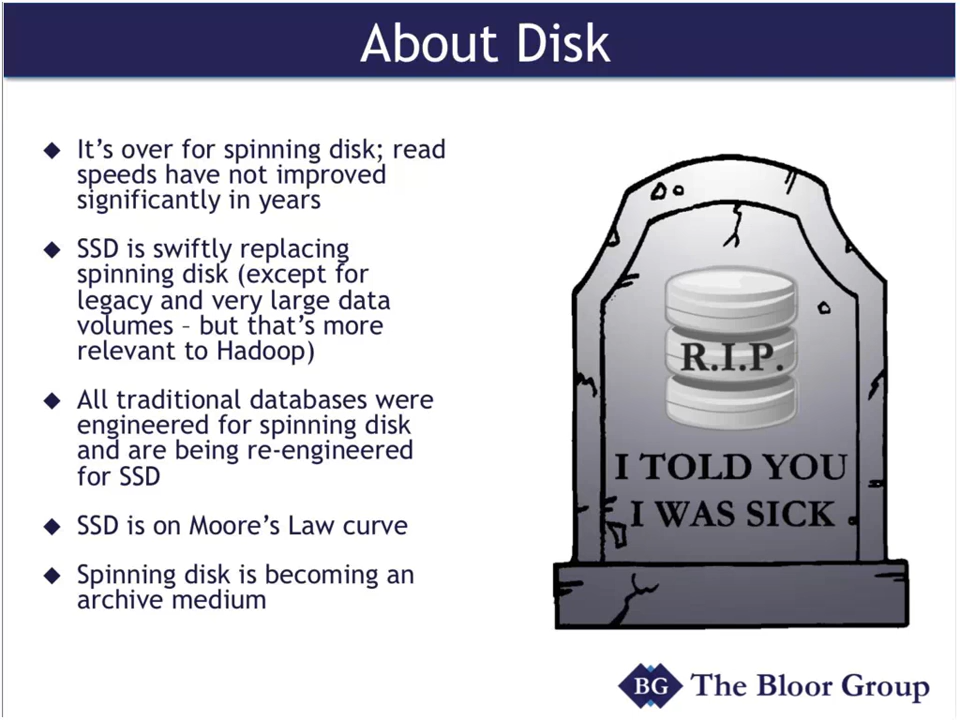 About Disk
◆ It's over for spinning disk; read
speeds have not improved
significantly in years
◆ SSD is swiftly replacing
spinning disk (except for
legacy and very large data
volumes – but that's more
relevant to Hadoop)
◆ All traditional databases were
engineered for spinning disk
and are being re-engineered
for SSD
◆ SSD is on Moore's Law curve
◆ Spinning disk is becoming an
archive medium
R.I.P.
I TOLD YOU
I WAS SICK
BG The Bloor Group